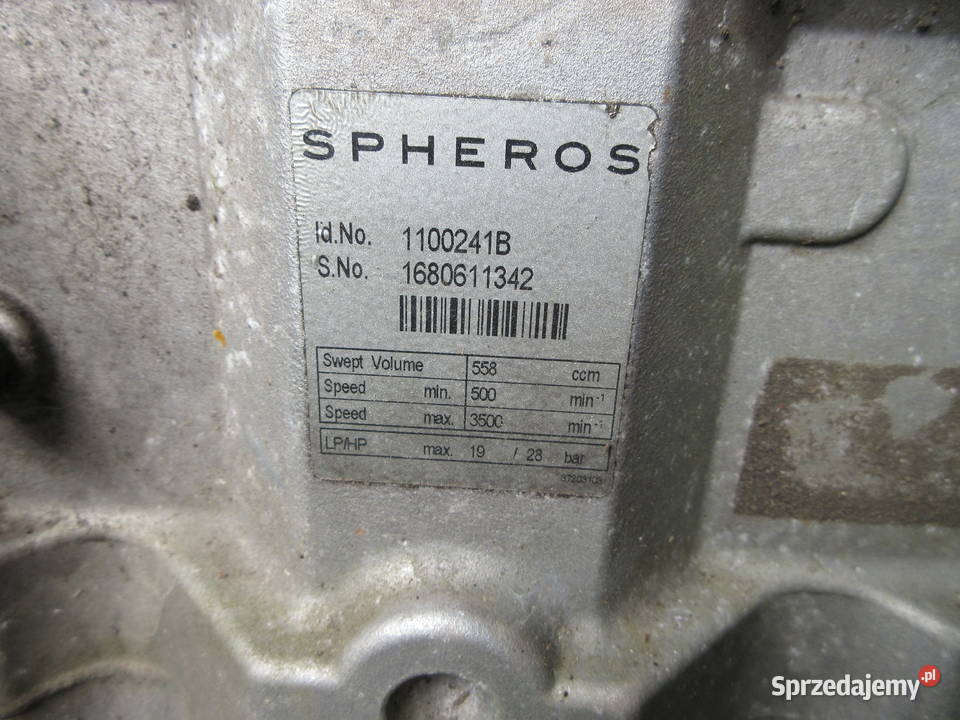 SPHEROS
Id.No. 1100241B
S.No. 1680611342
Swept Volume 558 ccm
Speed min. 500 min⁻¹
Speed max. 3500 min⁻¹
LP/HP max. 19 / 28 bar
Sprzedajemy.pl